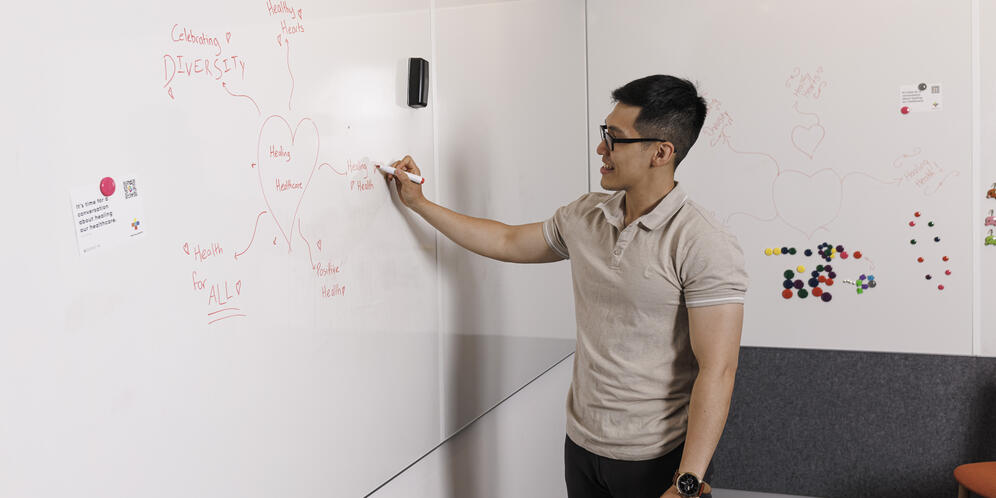 Healthy
Hearts
Celebrating
DIVERSITY
Healing
Healthcare
Healing
Health
It's time for a
conversation
about healing
our healthcare.
Health
for
ALL
Positive
Health
Healing
Health